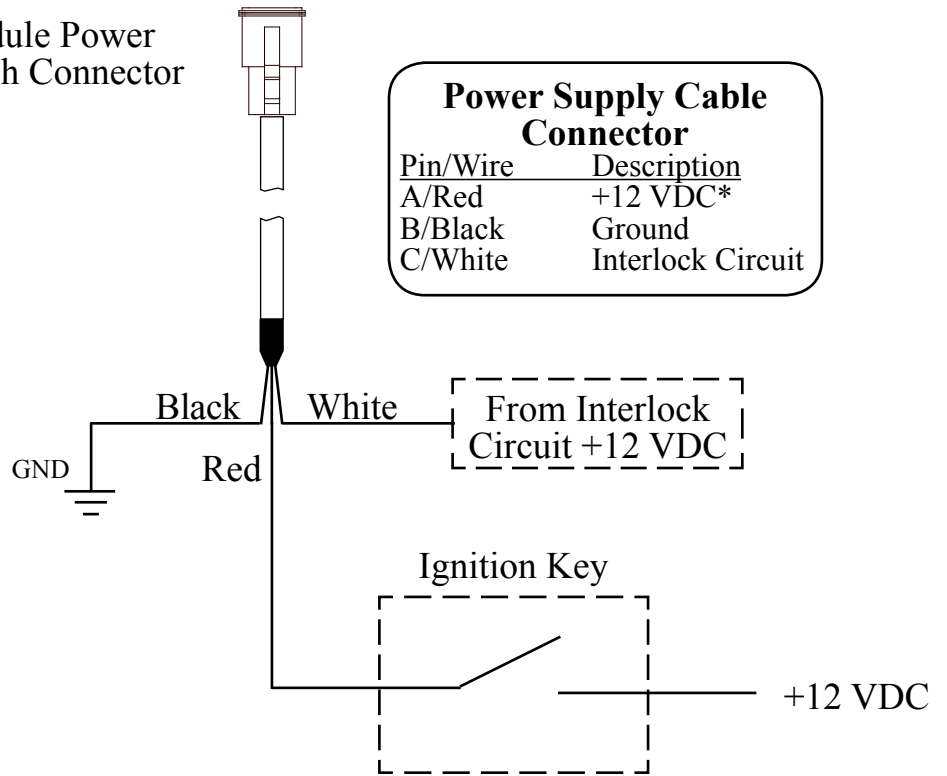 Power
h Connector
Power Supply Cable
Connector
Pin/Wire Description
A/Red +12 VDC*
B/Black Ground
C/White Interlock Circuit
Black
White
From Interlock
Circuit +12 VDC
GND
Red
Ignition Key
+12 VDC